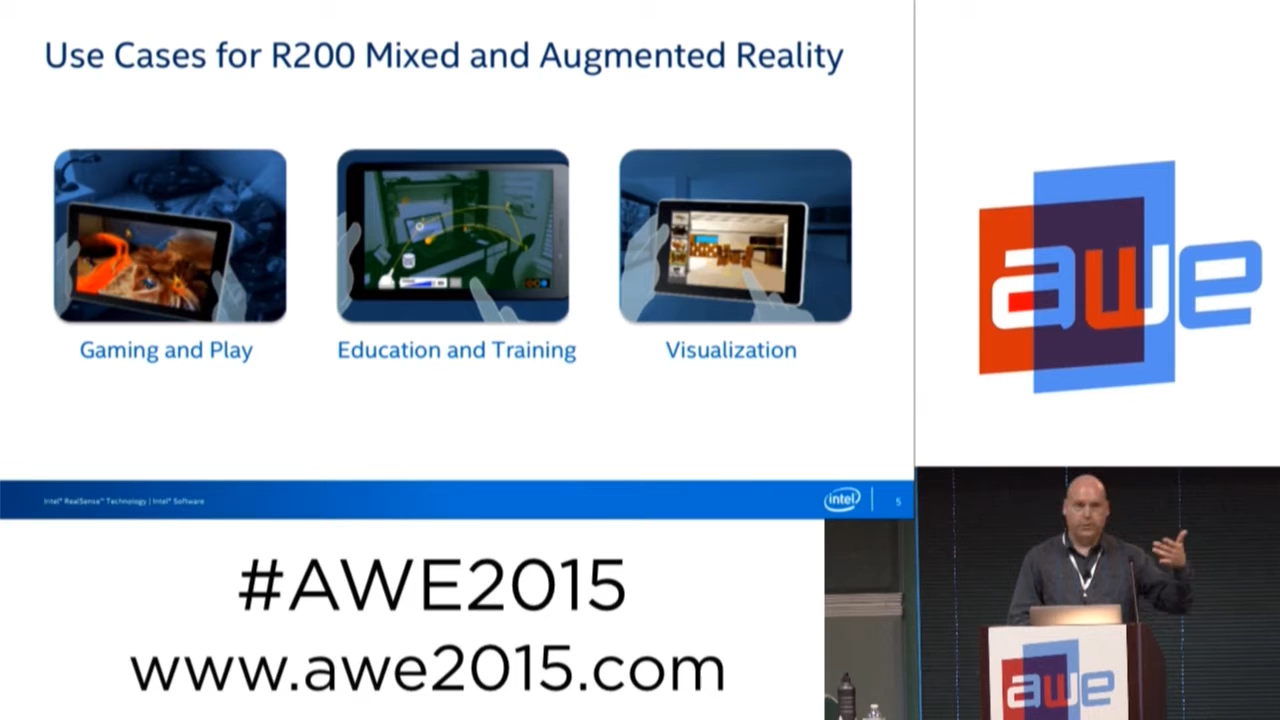 Use Cases for R200 Mixed and Augmented Reality
Gaming and Play
Education and Training
Visualization
Intel® RealSense™ Technology | Intel® Software
intel
5
#AWE2015
www.awe2015.com
awe
awe